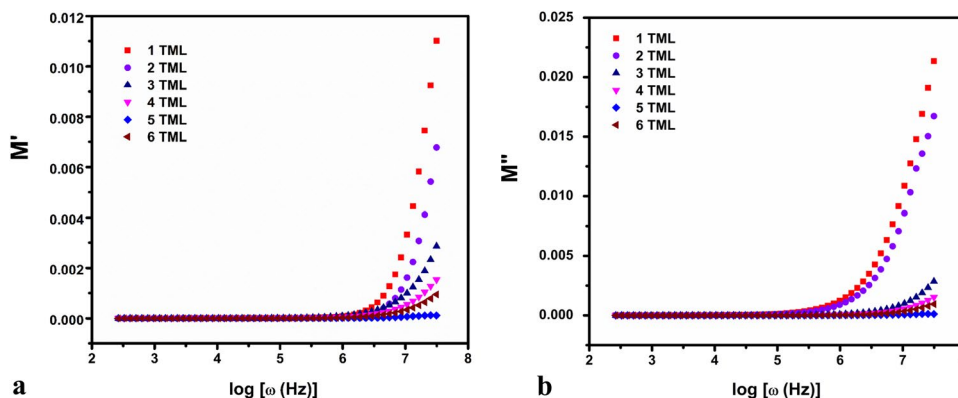 0.012
0.010
0.008
0.006
0.004
0.002
0.000
M'
1 TML
2 TML
3 TML
4 TML
5 TML
6 TML
2 3 4 5 6 7 8
log [ω (Hz)]
a
0.025
0.020
0.015
0.010
0.005
0.000
M"
1 TML
2 TML
3 TML
4 TML
5 TML
6 TML
2 3 4 5 6 7
log [ω (Hz)]
b